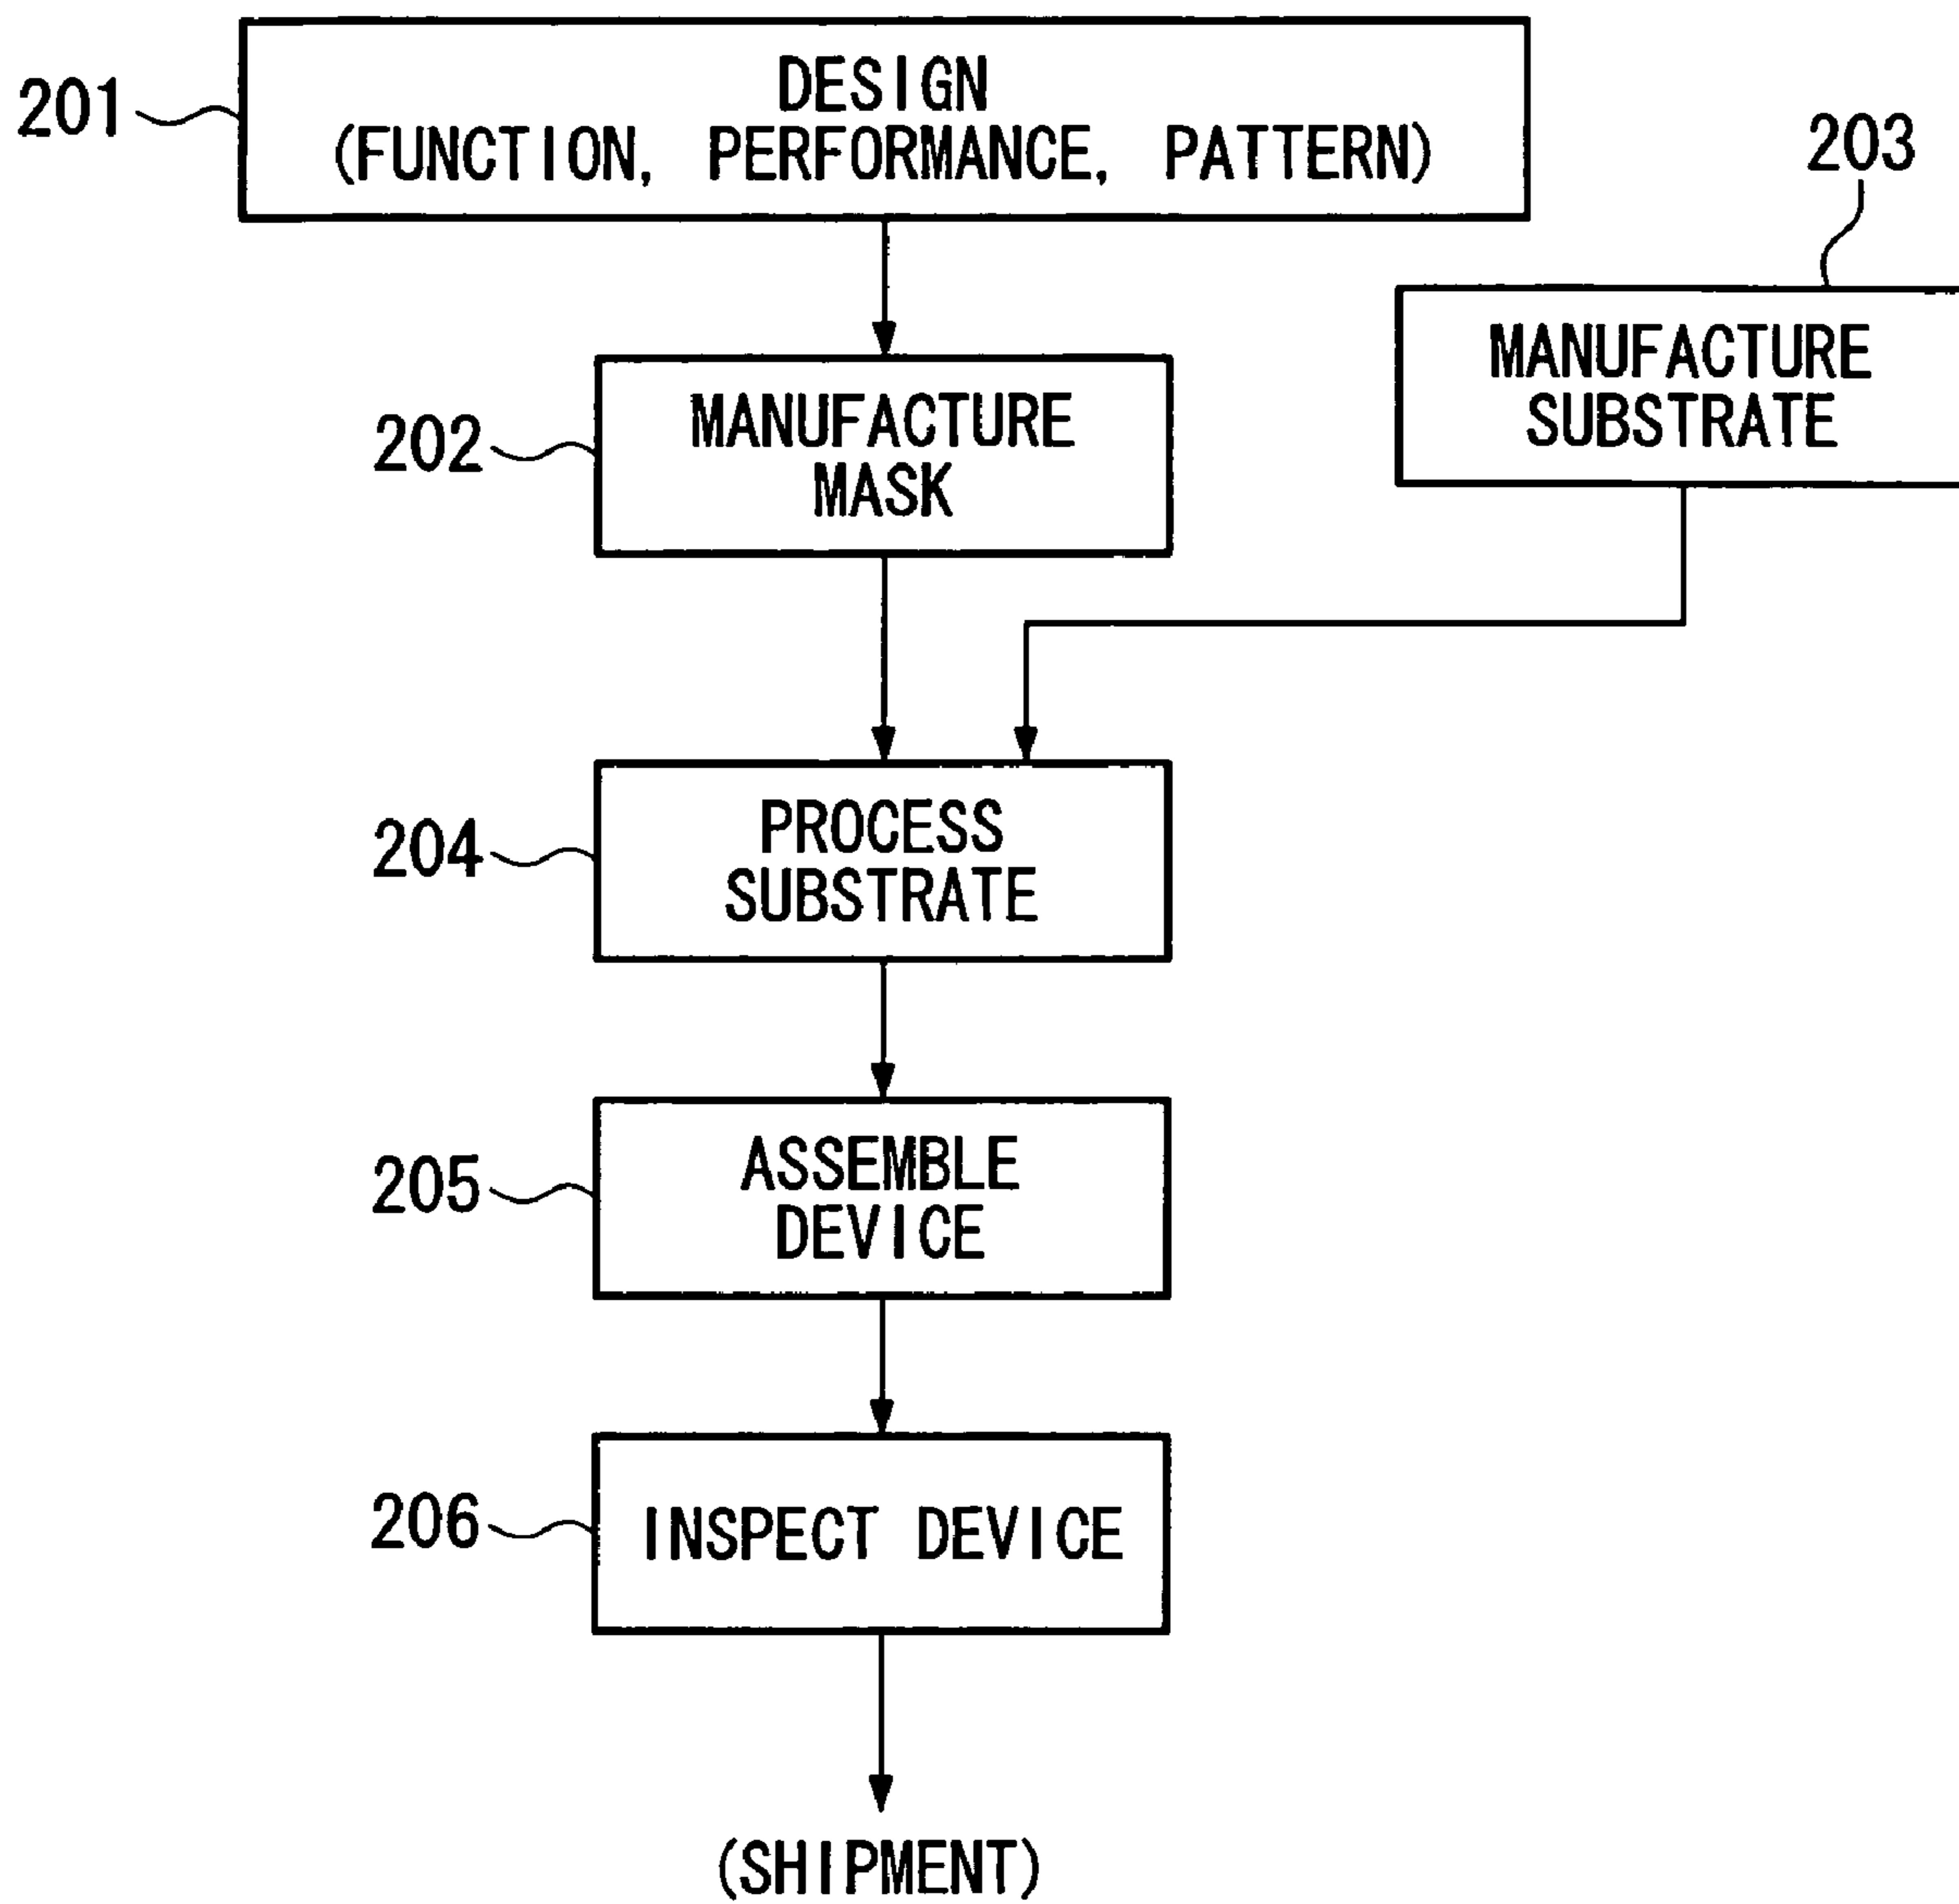 201
DESIGN
(FUNCTION, PERFORMANCE, PATTERN)
203
MANUFACTURE
SUBSTRATE
202
MANUFACTURE
MASK
204
PROCESS
SUBSTRATE
205
ASSEMBLE
DEVICE
206
INSPECT DEVICE
(SHIPMENT)